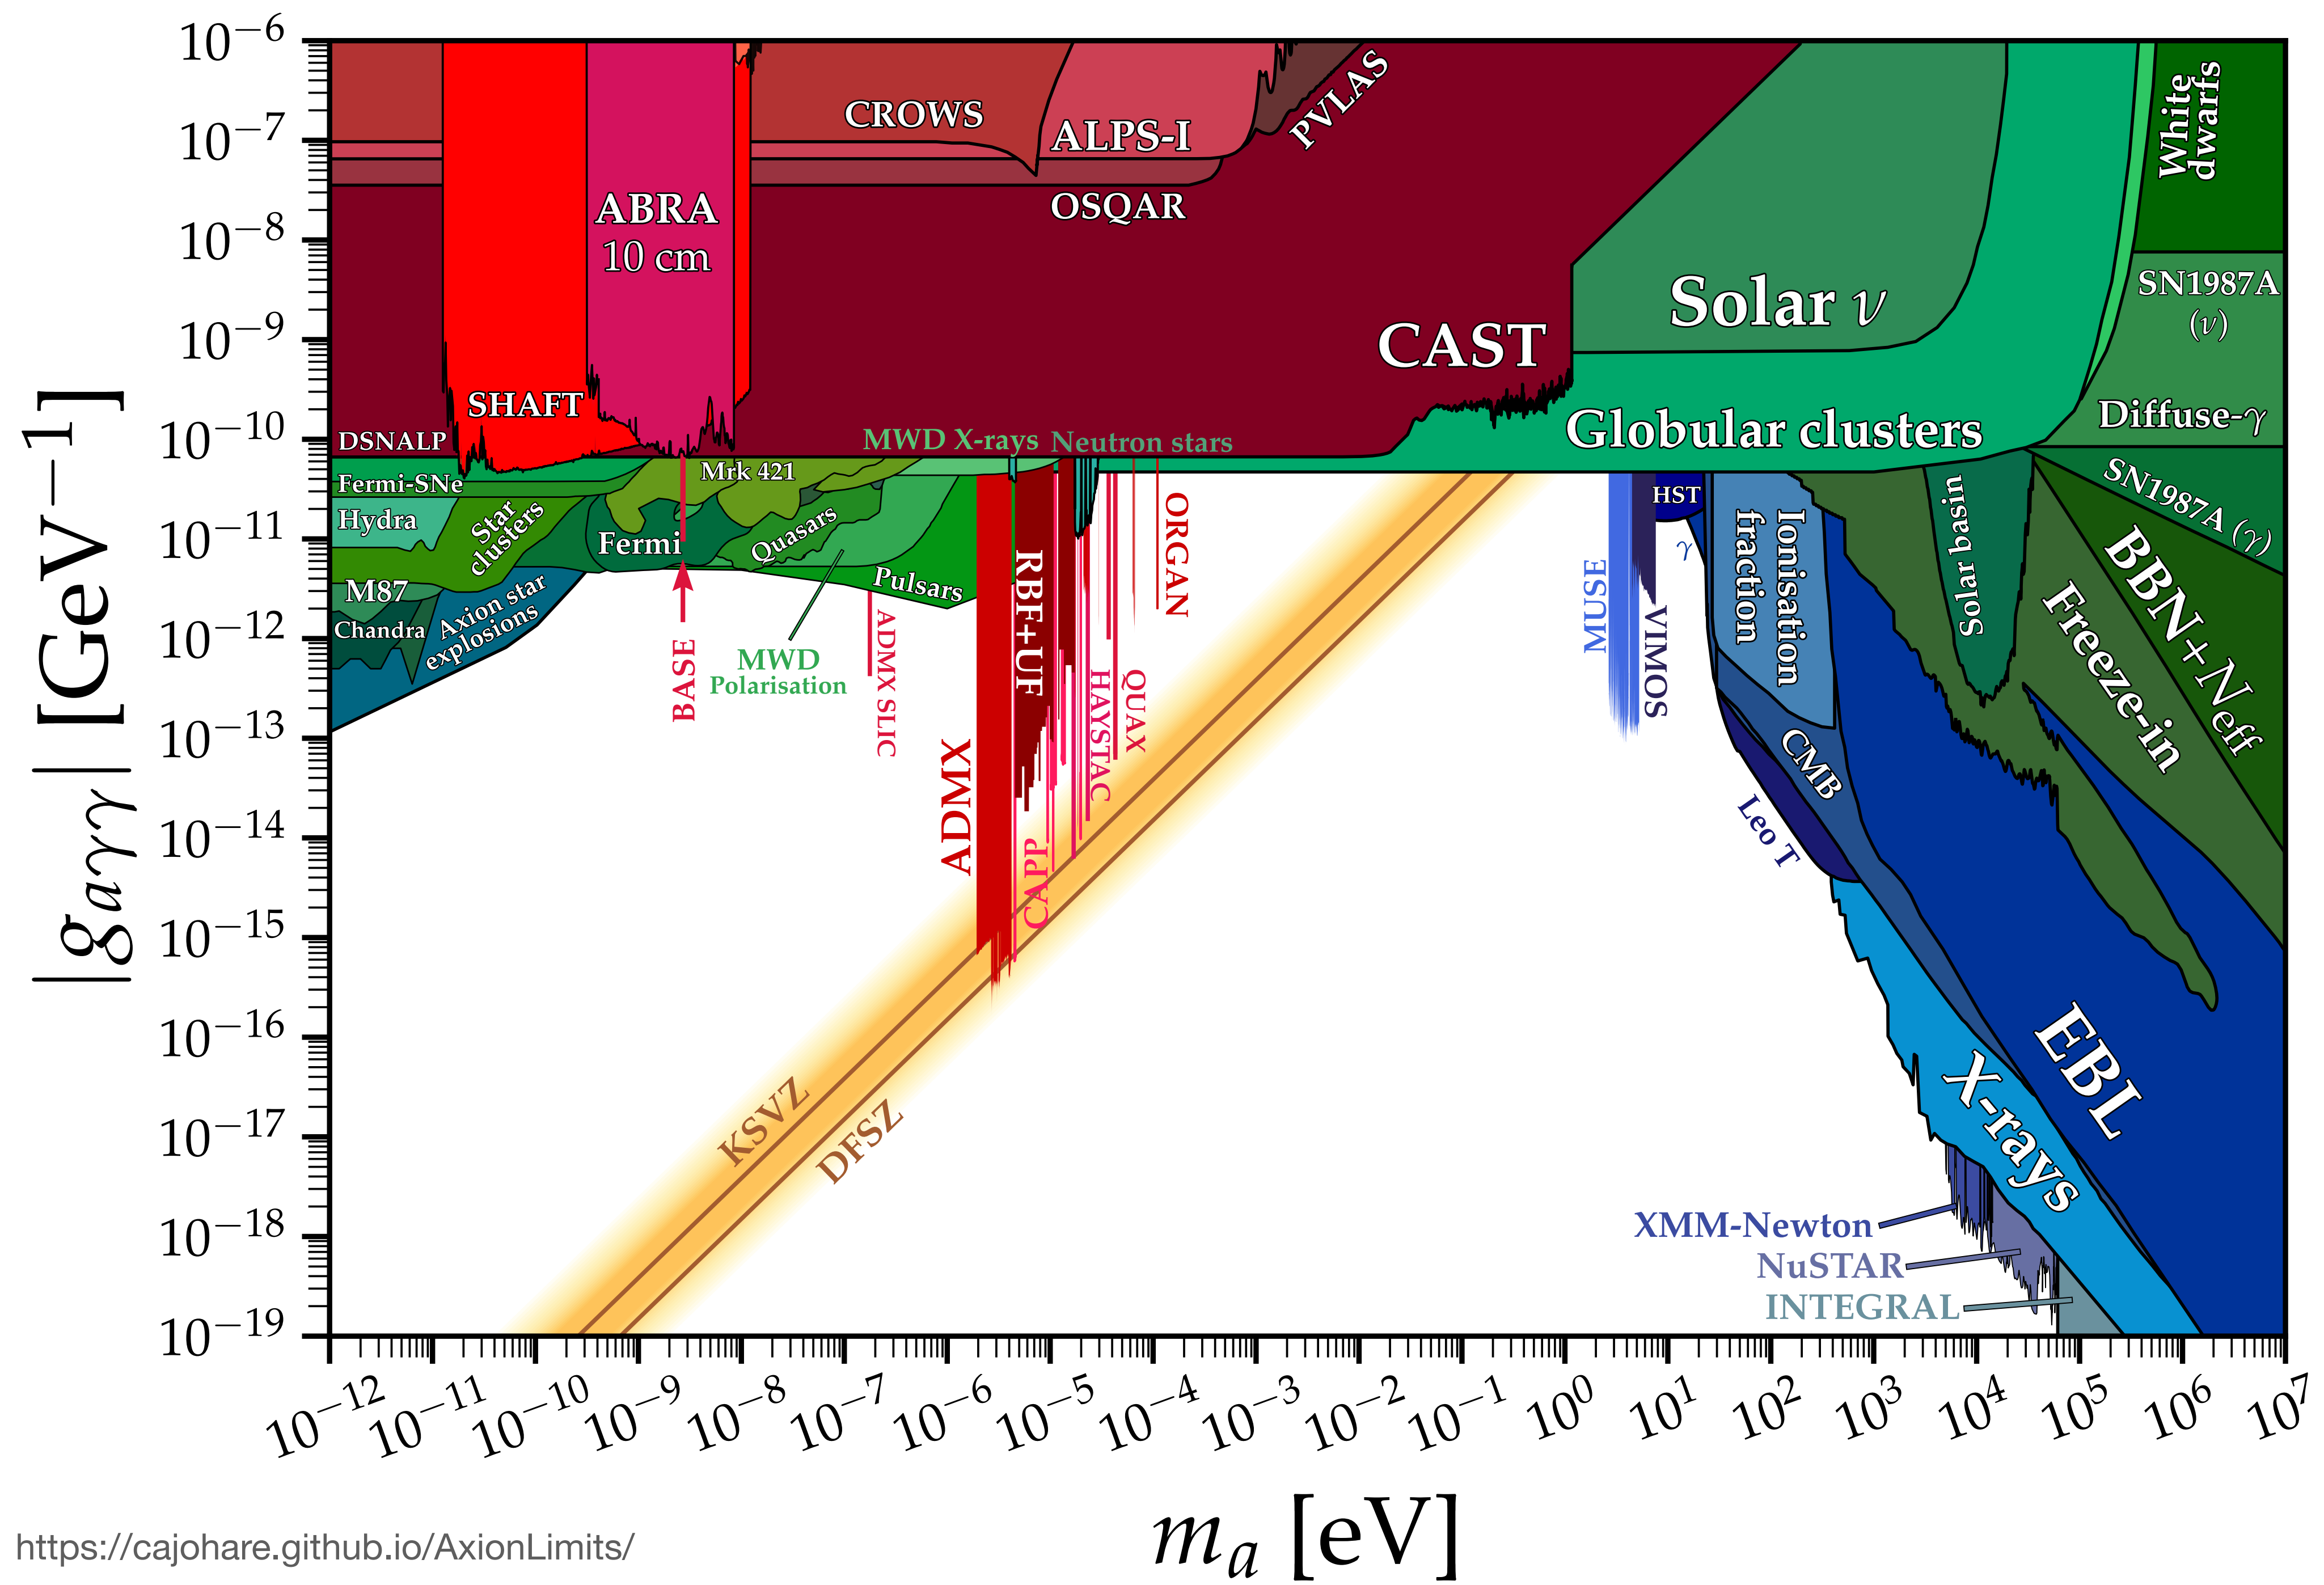 10−6
10−7
10−8
10−9
10−10
10−11
10−12
10−13
10−14
10−15
10−16
10−17
10−18
10−19
|gaγγ| [GeV−1]
CROWS
ALPS-I
PVLAS
OSQAR
ABRA
10 cm
SHAFT
CAST
Solar ν
White
dwarfs
SN1987A
(ν)
Globular clusters
Diffuse-γ
DSNALP
MWD X-rays
Neutron stars
Fermi-SNe
Mrk 421
Hydra
Star
clusters
Fermi
Quasars
M87
Pulsars
Chandra
Axion star
explosions
BASE
MWD
Polarisation
ADMX SLIC
ADMX
RBF+UF
CAPP
HAYSTAC
QUAX
ORGAN
MUSE
VIMOS
HST
γ
Ionisation
fraction
Solar basin
SN1987A (γ)
BBN+Neff
Freeze-in
CMB
Leo T
EBL
X-rays
KSVZ
DFSZ
XMM-Newton
NuSTAR
INTEGRAL
10−12
10−11
10−10
10−9
10−8
10−7
10−6
10−5
10−4
10−3
10−2
10−1
100
101
102
103
104
105
106
107
ma [eV]
https://cajohare.github.io/AxionLimits/